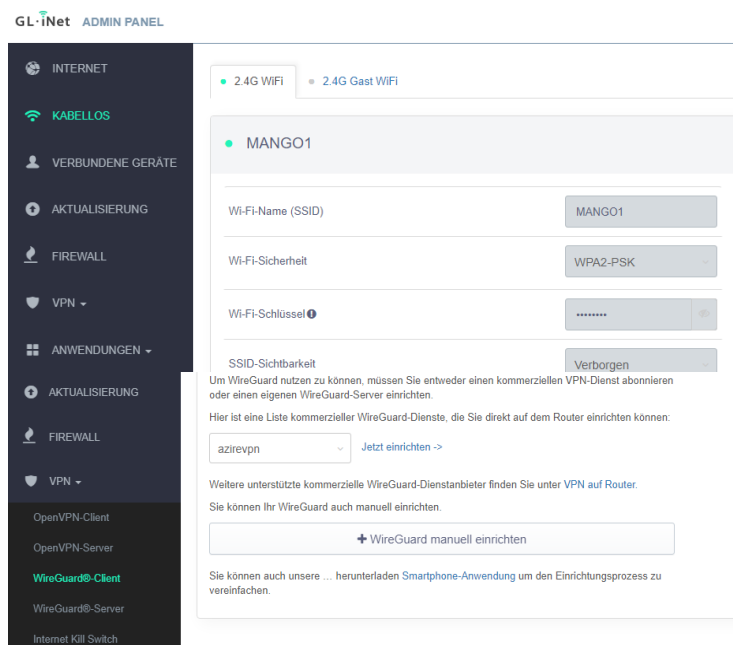 GL·iNet ADMIN PANEL
INTERNET
KABELLOS
VERBUNDENE GERÄTE
AKTUALISIERUNG
FIREWALL
VPN
ANWENDUNGEN
2.4G WiFi
2.4G Gast WiFi
MANGO1
Wi-Fi-Name (SSID) MANGO1
Wi-Fi-Sicherheit WPA2-PSK
Wi-Fi-Schlüssel ••••••••
SSID-Sichtbarkeit Verborgen
AKTUALISIERUNG
FIREWALL
VPN
OpenVPN-Client
OpenVPN-Server
WireGuard®-Client
WireGuard®-Server
Internet Kill Switch
Um WireGuard nutzen zu können, müssen Sie entweder einen kommerziellen VPN-Dienst abonnieren
oder einen eigenen WireGuard-Server einrichten.
Hier ist eine Liste kommerzieller WireGuard-Dienste, die Sie direkt auf dem Router einrichten können:
azirevpn Jetzt einrichten ->
Weitere unterstützte kommerzielle WireGuard-Dienstanbieter finden Sie unter VPN auf Router.
Sie können Ihr WireGuard auch manuell einrichten.
+ WireGuard manuell einrichten
Sie können auch unsere … herunterladen Smartphone-Anwendung um den Einrichtungsprozess zu
vereinfachen.